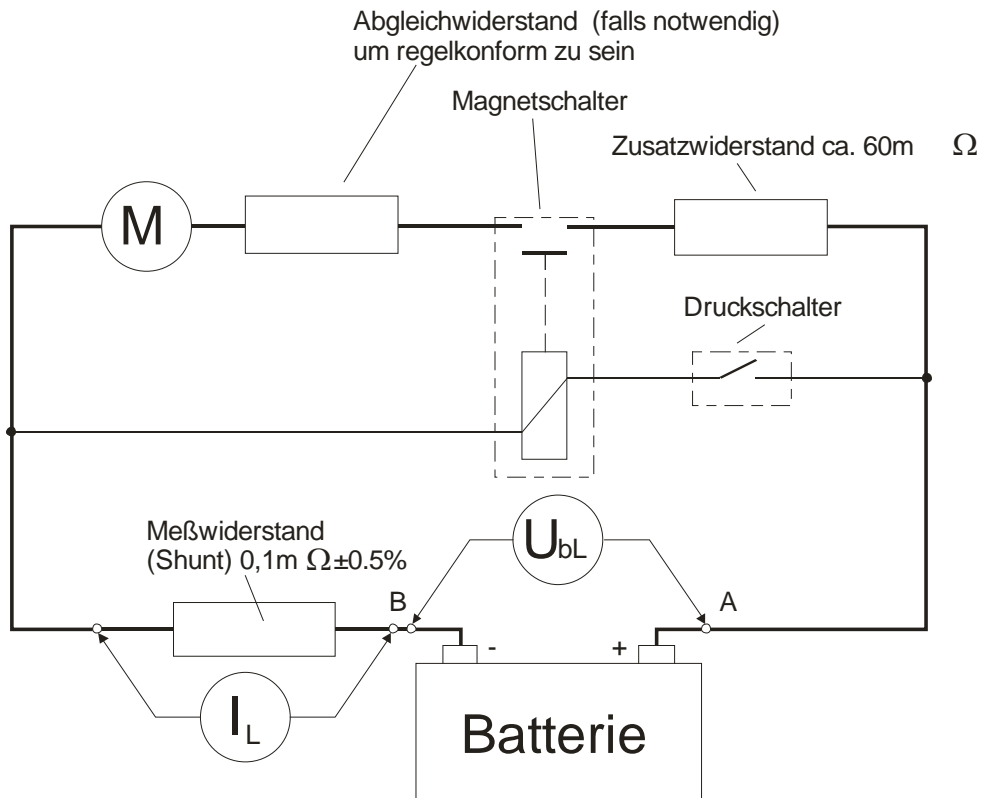 Abgleichwiderstand (falls notwendig)
um regelkonform zu sein
Magnetschalter
Zusatzwiderstand ca. 60m Ω
M
Druckschalter
Meßwiderstand
(Shunt) 0,1m Ω±0.5%
UbL
B
A
-
+
IL
Batterie